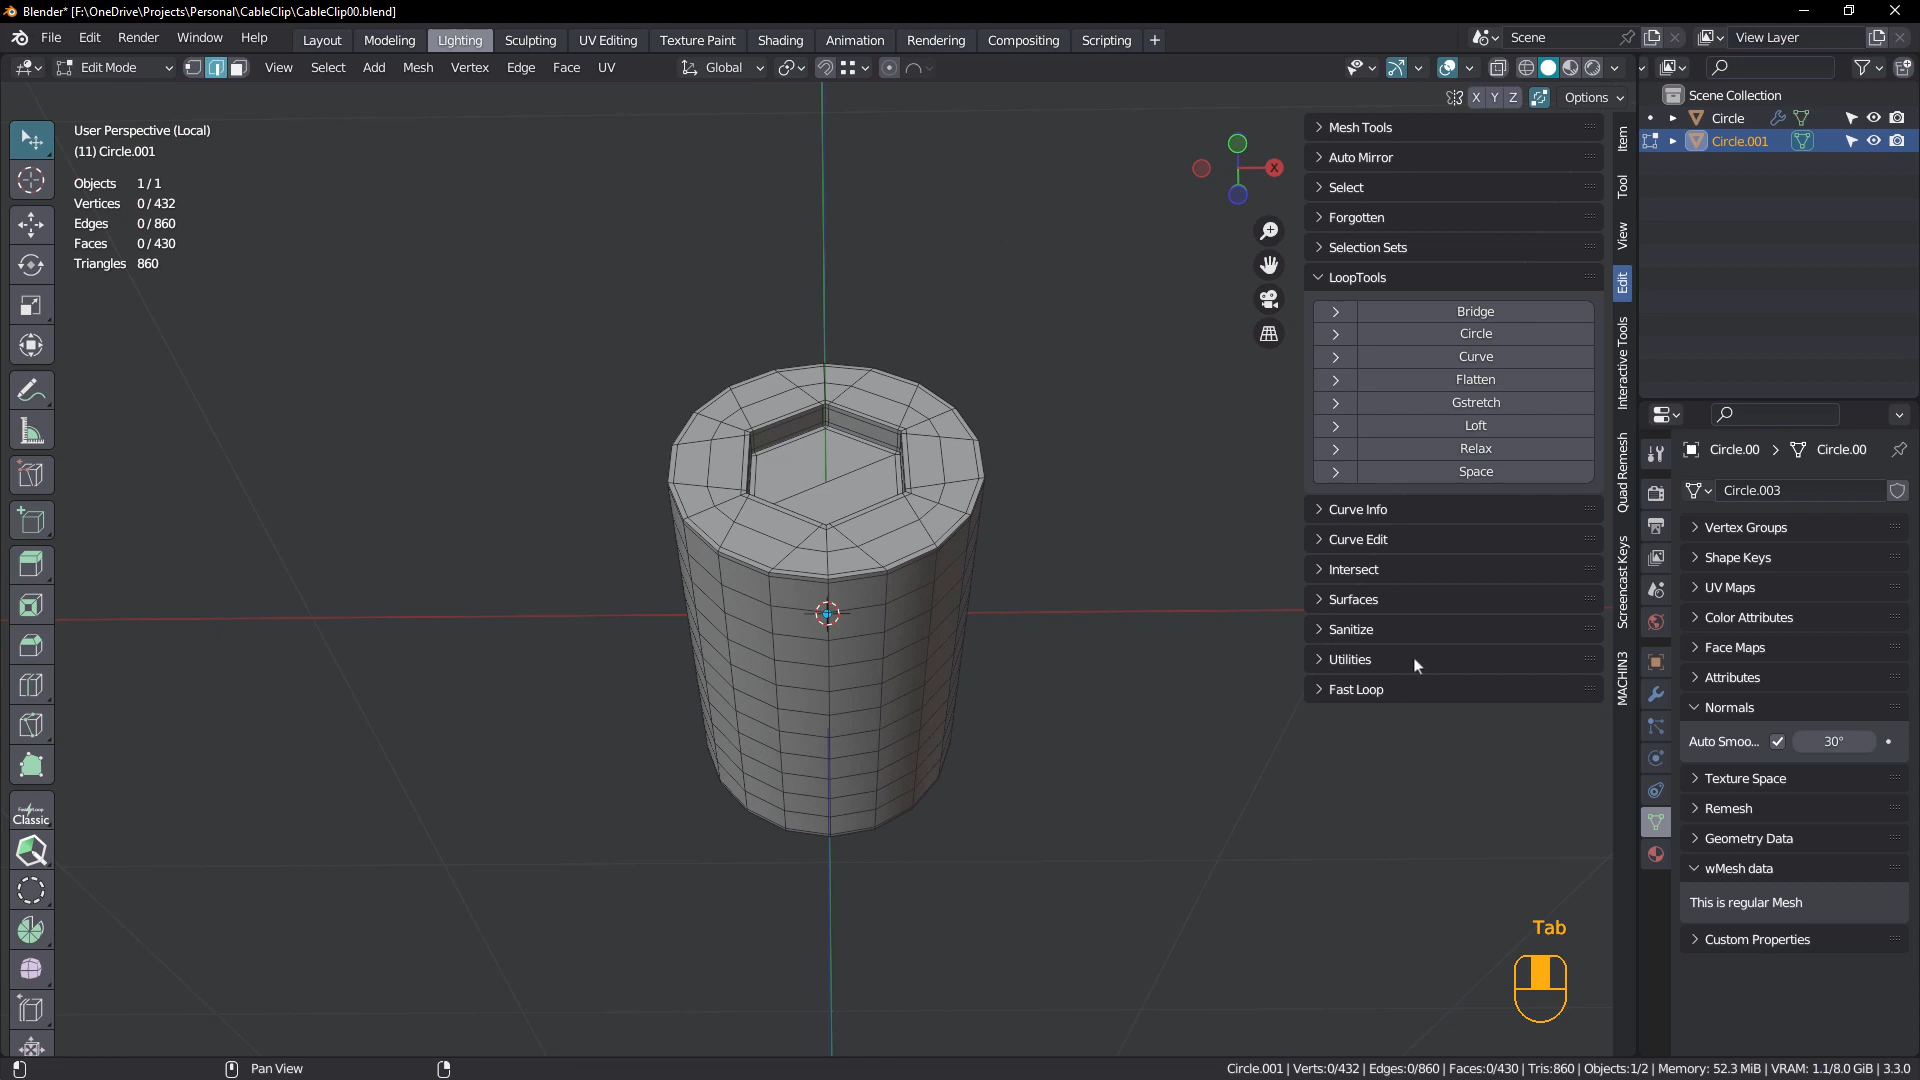 Blender* [F:\OneDrive\Projects\Personal\CableClip\CableClip00.blend]
File Edit Render Window Help Layout Modeling Lighting Sculpting UV Editing Texture Paint Shading Animation Rendering Compositing Scripting + Scene View Layer
Edit Mode View Select Add Mesh Vertex Edge Face UV Global
X Y Z Options
Scene Collection
Circle
Circle.001
User Perspective (Local)
(11) Circle.001
Objects 1 / 1
Vertices 0 / 432
Edges 0 / 860
Faces 0 / 430
Triangles 860
X
Classic
Mesh Tools
Auto Mirror
Select
Forgotten
Selection Sets
LoopTools
Bridge
Circle
Curve
Flatten
Gstretch
Loft
Relax
Space
Curve Info
Curve Edit
Intersect
Surfaces
Sanitize
Utilities
Fast Loop
Item
Tool
View
Edit
Interactive Tools
Quad Remesh
Screencast Keys
MACHIN3
Circle.00 > Circle.00
Circle.003
Vertex Groups
Shape Keys
UV Maps
Color Attributes
Face Maps
Attributes
Normals
Auto Smoo... 30°
Texture Space
Remesh
Geometry Data
wMesh data
This is regular Mesh
Custom Properties
Tab
Pan View
Circle.001 | Verts:0/432 | Edges:0/860 | Faces:0/430 | Tris:860 | Objects:1/2 | Memory: 52.3 MiB | VRAM: 1.1/8.0 GiB | 3.3.0